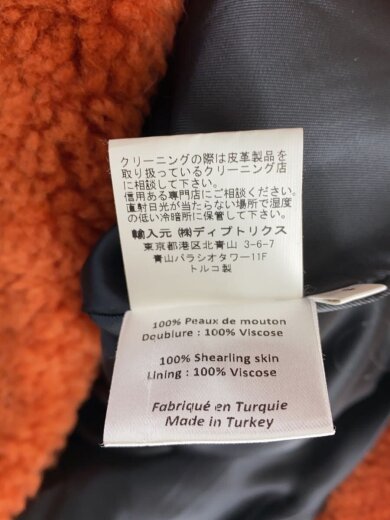 クリーニングの際は皮革製品を
取り扱っているクリーニング店
に相談して下さい。
信用ある専門店にご相談ください。
直射日光が当たらない場所で湿度
の低い冷暗所に保管して下さい。
輸入元 ㈱ディプトリクス
東京都港区北青山 3-6-7
青山パラシオタワー11F
トルコ製
100% Peaux de mouton
Doublure : 100% Viscose
100% Shearling skin
Lining : 100% Viscose
Fabriqué en Turquie
Made in Turkey